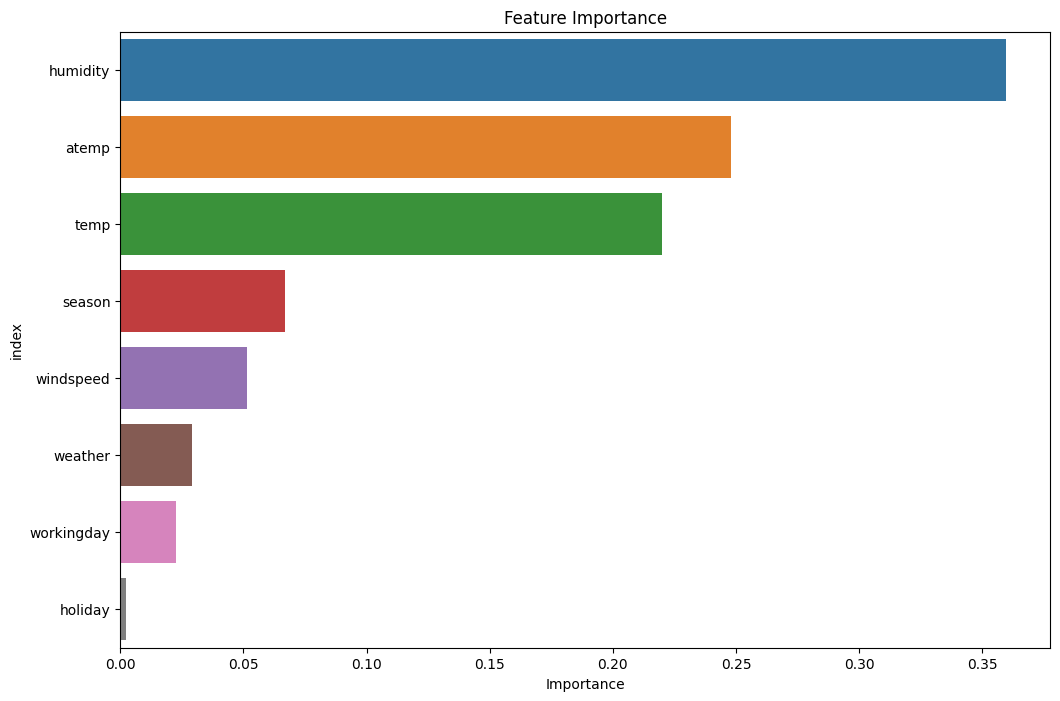 Feature Importance
humidity
atemp
temp
season
windspeed
weather
workingday
holiday
index
0.00 0.05 0.10 0.15 0.20 0.25 0.30 0.35
Importance